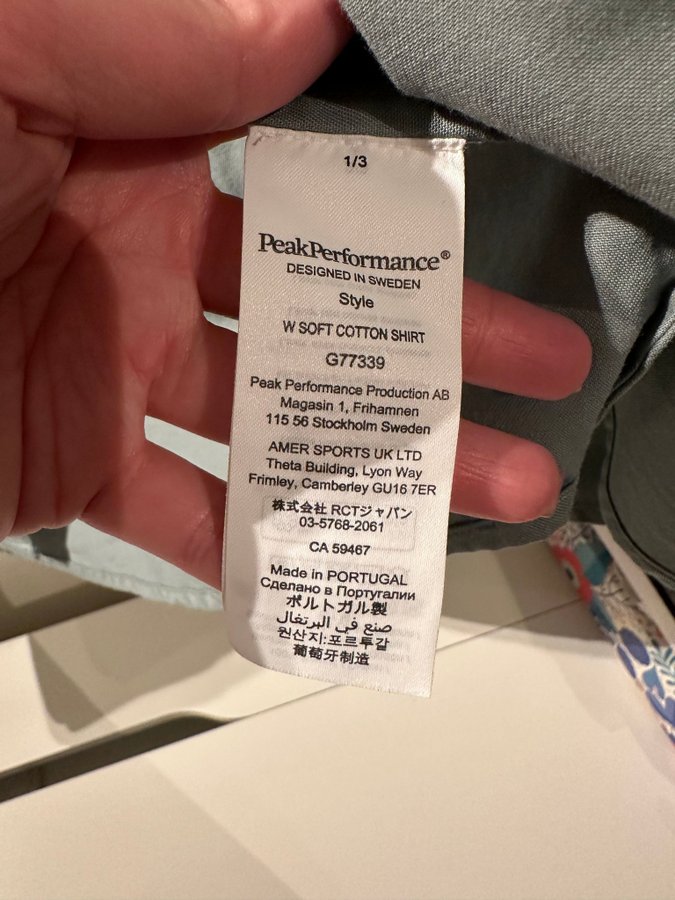 1/3
PeakPerformance®
DESIGNED IN SWEDEN
Style
W SOFT COTTON SHIRT
G77339
Peak Performance Production AB
Magasin 1, Frihamnen
115 56 Stockholm Sweden
AMER SPORTS UK LTD
Theta Building, Lyon Way
Frimley, Camberley GU16 7ER
株式会社 RCTジャパン
03-5768-2061
CA 59467
Made in PORTUGAL
Сделано в Португалии
ポルトガル製
صنع في البرتغال
원산지:포르투갈
葡萄牙制造